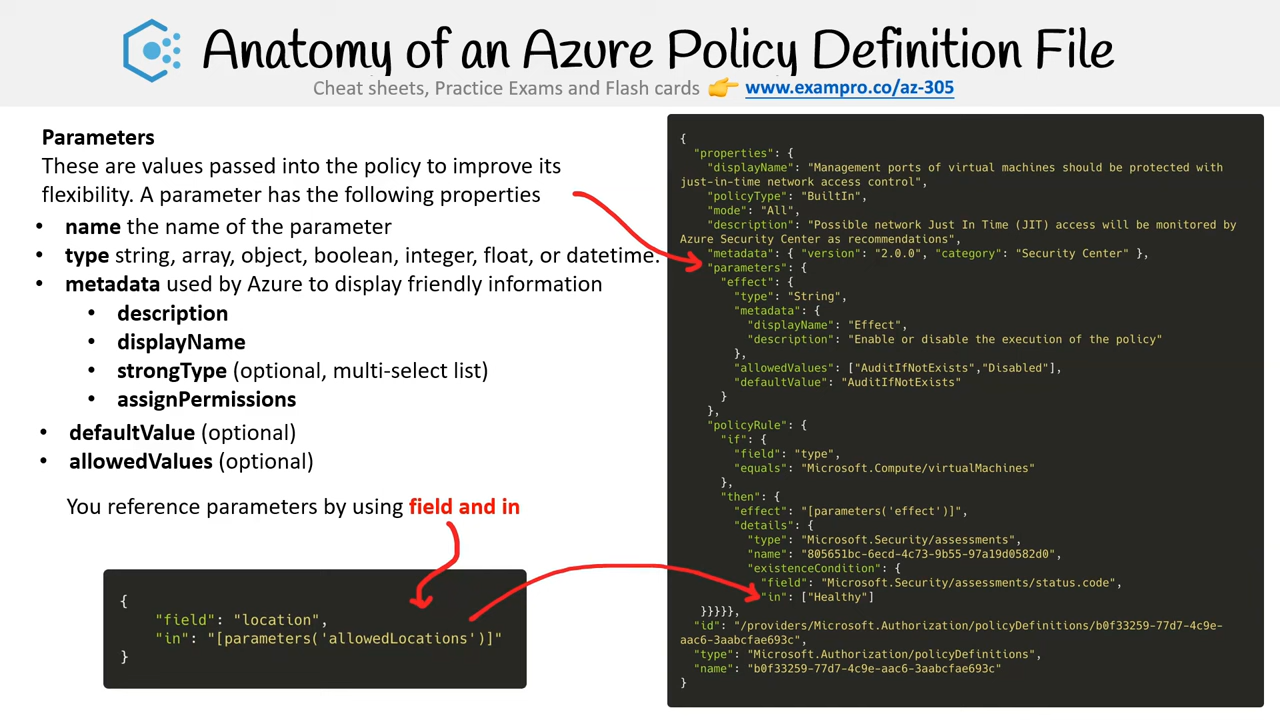 Anatomy of an Azure Policy Definition File
Cheat sheets, Practice Exams and Flash cards 👉 www.exampro.co/az-305
Parameters
These are values passed into the policy to improve its
flexibility. A parameter has the following properties
• name the name of the parameter
• type string, array, object, boolean, integer, float, or datetime.
• metadata used by Azure to display friendly information
• description
• displayName
• strongType (optional, multi-select list)
• assignPermissions
• defaultValue (optional)
• allowedValues (optional)
You reference parameters by using field and in
{
"field": "location",
"in": "[parameters('allowedLocations')]"
}
{
"properties": {
"displayName": "Management ports of virtual machines should be protected with
just-in-time network access control",
"policyType": "BuiltIn",
"mode": "All",
"description": "Possible network Just In Time (JIT) access will be monitored by
Azure Security Center as recommendations",
"metadata": { "version": "2.0.0", "category": "Security Center" },
"parameters": {
"effect": {
"type": "String",
"metadata": {
"displayName": "Effect",
"description": "Enable or disable the execution of the policy"
},
"allowedValues": ["AuditIfNotExists","Disabled"],
"defaultValue": "AuditIfNotExists"
}
},
"policyRule": {
"if": {
"field": "type",
"equals": "Microsoft.Compute/virtualMachines"
},
"then": {
"effect": "[parameters('effect')]",
"details": {
"type": "Microsoft.Security/assessments",
"name": "805651bc-6ecd-4c73-9b55-97a19d0582d0",
"existenceCondition": {
"field": "Microsoft.Security/assessments/status.code",
"in": ["Healthy"]
}}}}},
"id": "/providers/Microsoft.Authorization/policyDefinitions/b0f33259-77d7-4c9e-
aac6-3aabcfae693c",
"type": "Microsoft.Authorization/policyDefinitions",
"name": "b0f33259-77d7-4c9e-aac6-3aabcfae693c"
}